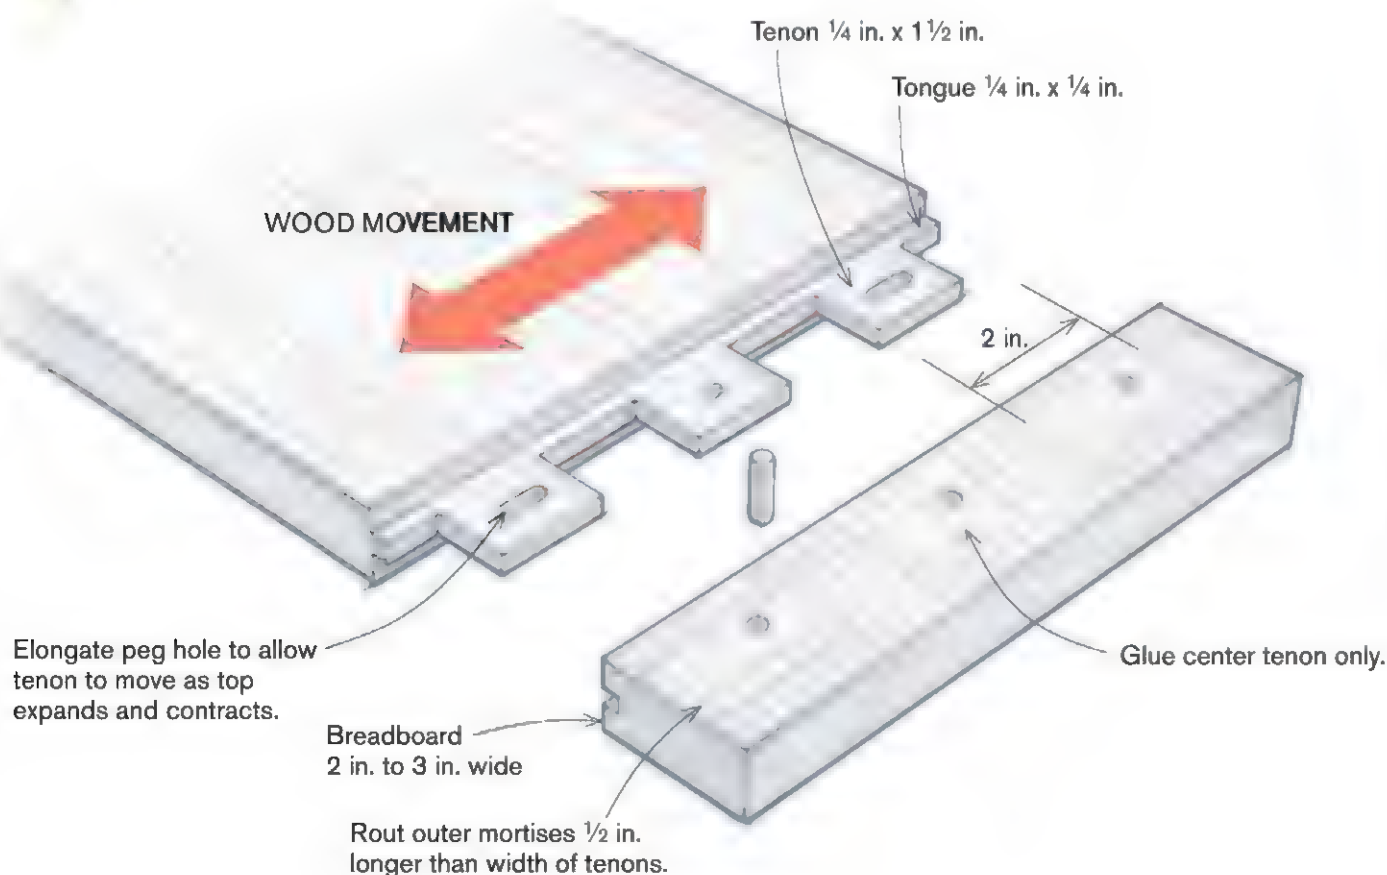 Tenon ¼ in. x 1½ in.
Tongue ¼ in. x ¼ in.
WOOD MOVEMENT
2 in.
Elongate peg hole to allow
tenon to move as top
expands and contracts.
Glue center tenon only.
Breadboard
2 in. to 3 in. wide
Rout outer mortises ½ in.
longer than width of tenons.